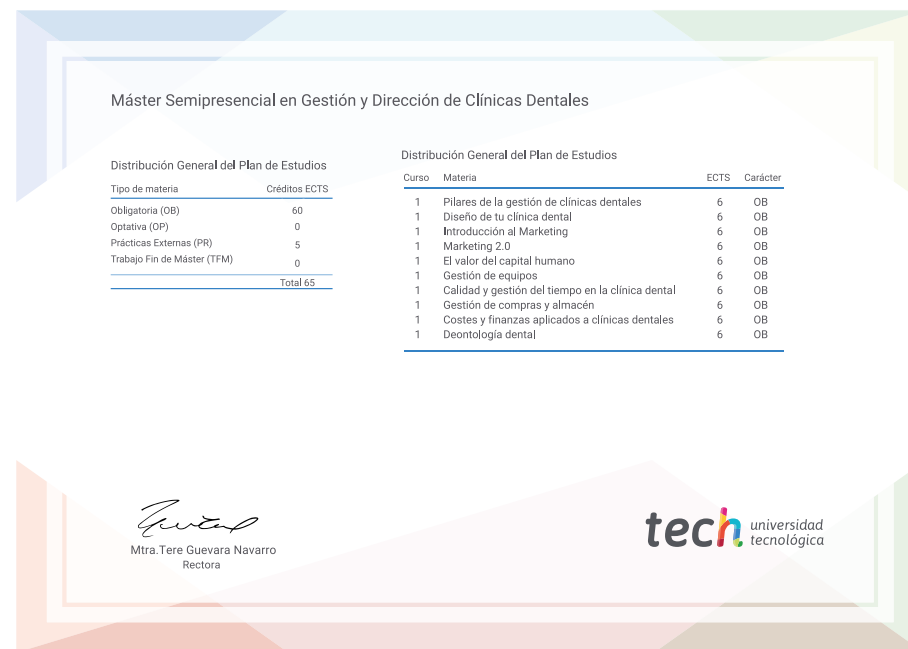 Máster Semipresencial en Gestión y Dirección de Clínicas Dentales
Distribución General del Plan de Estudios
Tipo de materia Créditos ECTS
Obligatoria (OB) 60
Optativa (OP) 0
Prácticas Externas (PR) 5
Trabajo Fin de Máster (TFM) 0
Total 65
Distribución General del Plan de Estudios
Curso Materia ECTS Carácter
1 Pilares de la gestión de clínicas dentales 6 OB
1 Diseño de tu clínica dental 6 OB
1 Introducción al Marketing 6 OB
1 Marketing 2.0 6 OB
1 El valor del capital humano 6 OB
1 Gestión de equipos 6 OB
1 Calidad y gestión del tiempo en la clínica dental 6 OB
1 Gestión de compras y almacén 6 OB
1 Costes y finanzas aplicados a clínicas dentales 6 OB
1 Deontología dental 6 OB
Mtra.Tere Guevara Navarro
Rectora
tech universidad
tecnológica